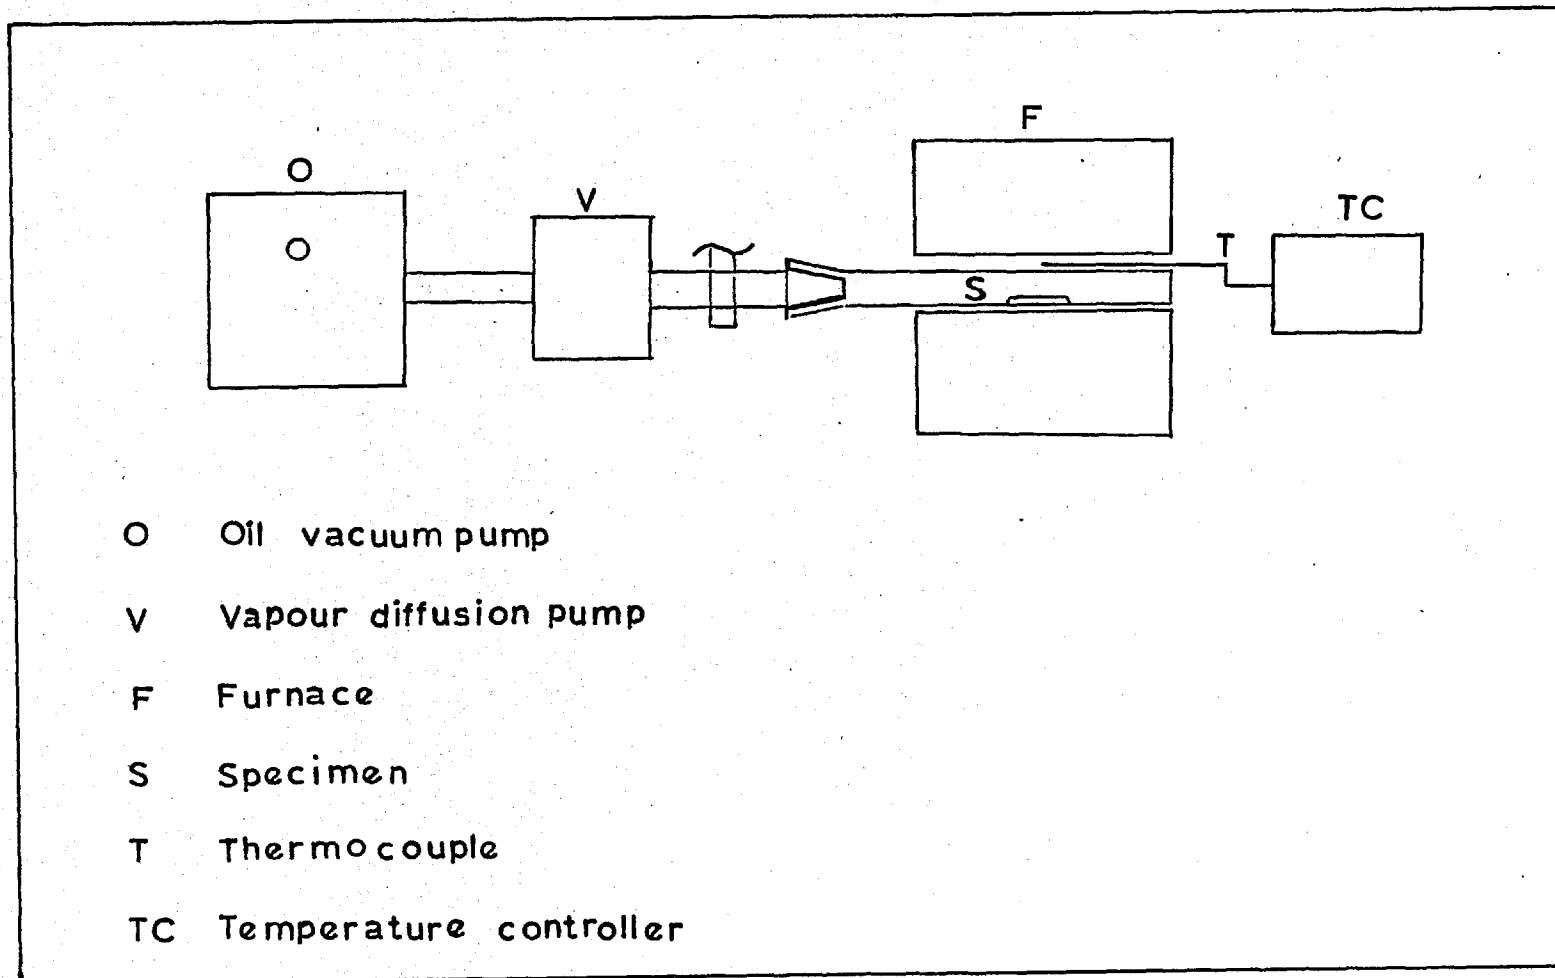 F
O
V
TC
O
T
S
O Oil vacuum pump
V Vapour diffusion pump
F Furnace
S Specimen
T Thermocouple
TC Temperature controller